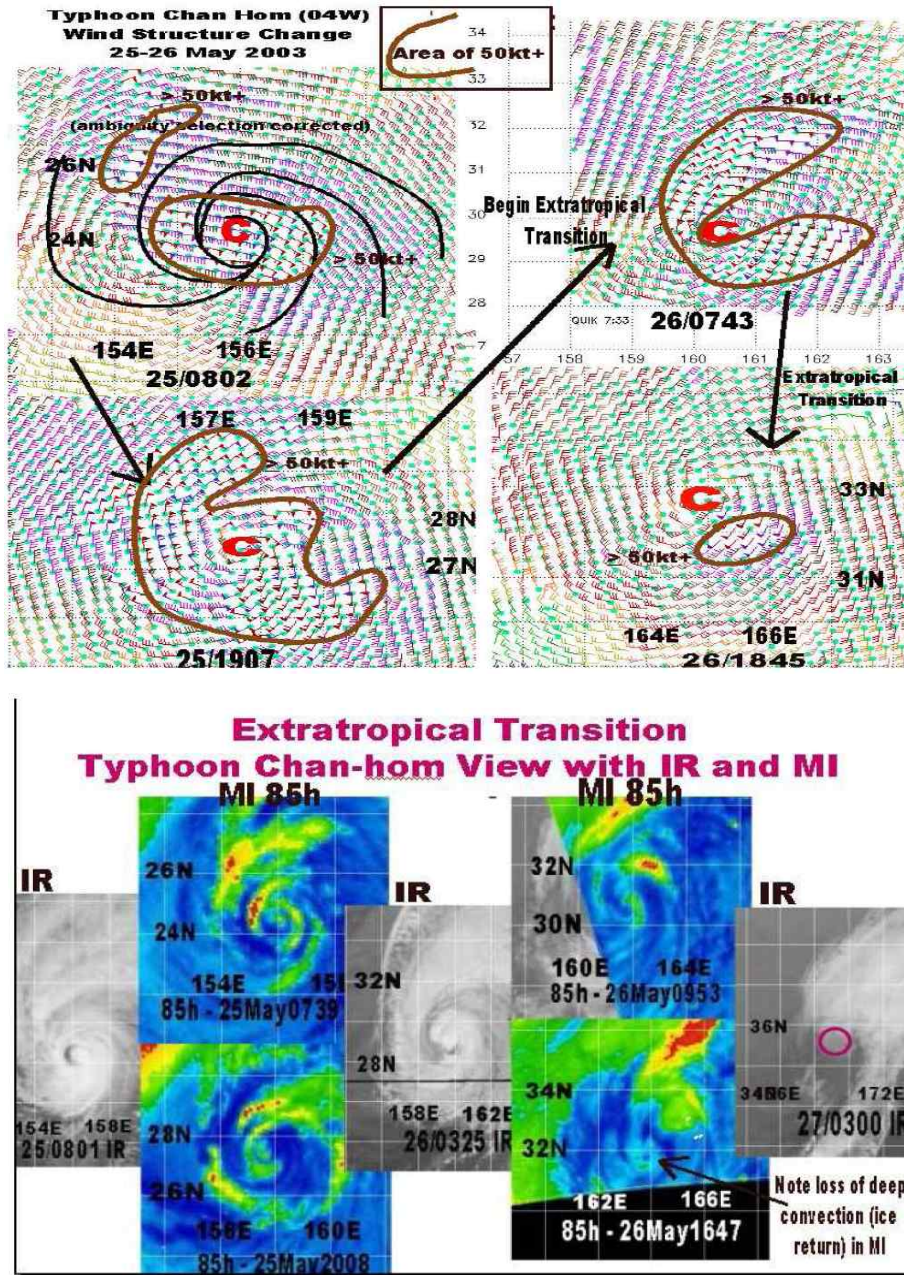 Typhoon Chan Hom (04W)
Wind Structure Change
25-26 May 2003
Area of 50kt+
34
33
32
31
30
29
28
7
> 50kt+
(ambiguity selection corrected)
26N
24N
C
> 50kt+
154E 156E
25/0802
> 50kt+
Begin Extratropical
Transition
C
QUIK 7:33
26/0743
57 158 159 160 161 162 163
157E 159E
> 50kt+
28N
27N
C
25/1907
Extratropical
Transition
33N
C
> 50kt+
31N
164E 166E
26/1845
Extratropical Transition
Typhoon Chan-hom View with IR and MI
MI 85h
MI 85h
IR
154E 158E
25/0801 IR
26N
24N
154E 15
85h - 25May0739
28N
26N
158E 160E
85h - 25May2008
IR
32N
28N
158E 162E
26/0325 IR
32N
30N
160E 164E
85h - 26May0953
34N
32N
162E 166E
85h - 26May1647
IR
36N
172E
27/0300 IR
Note loss of deep
convection (ice
return) in MI